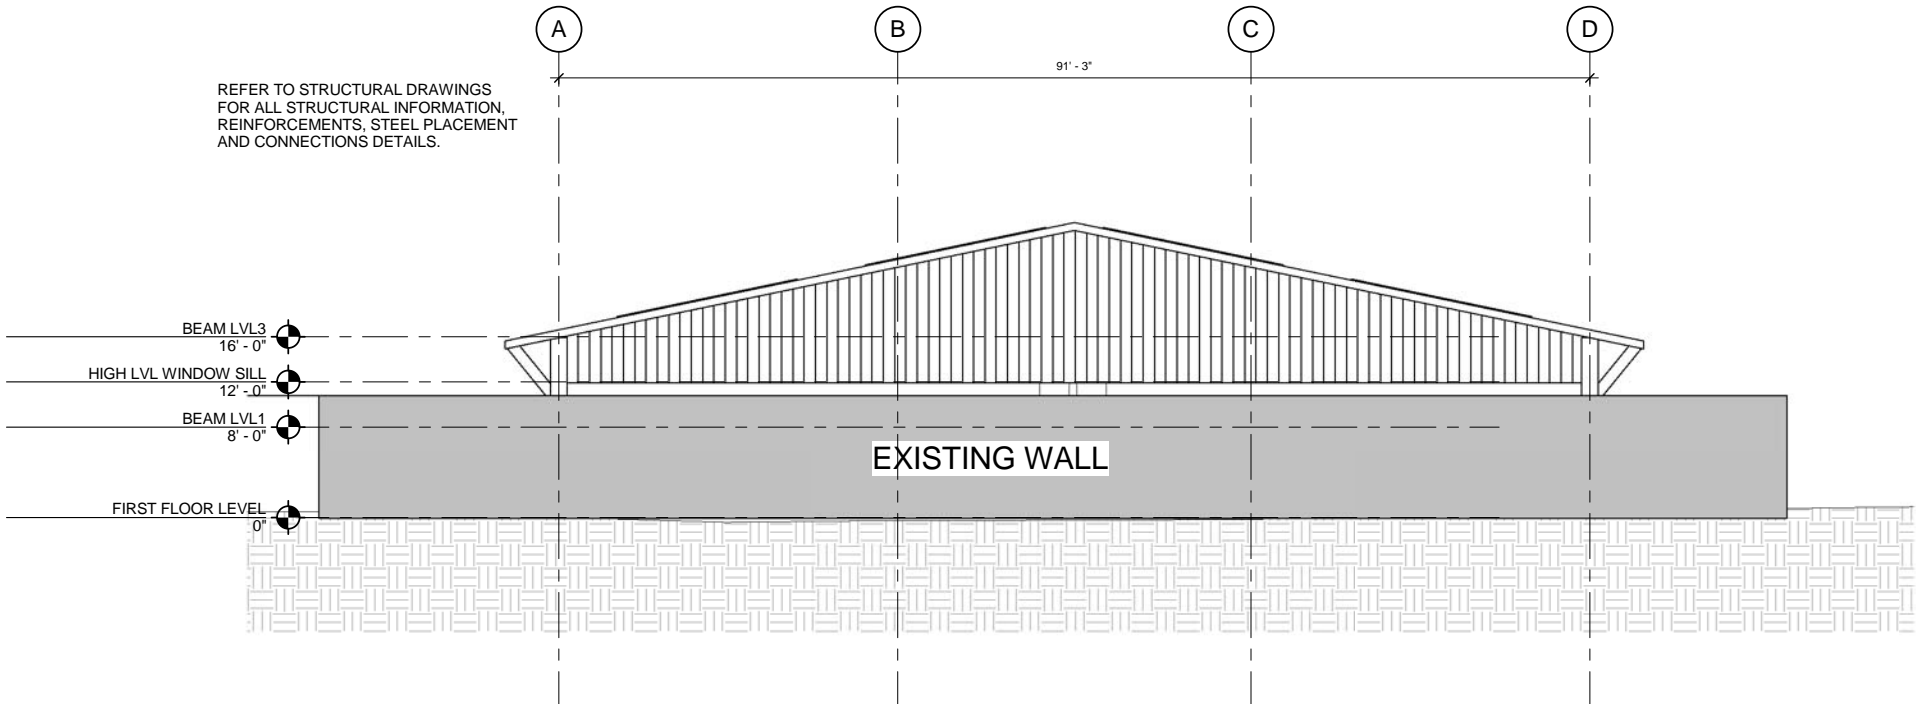 A
B
C
D
91' - 3"
REFER TO STRUCTURAL DRAWINGS
FOR ALL STRUCTURAL INFORMATION,
REINFORCEMENTS, STEEL PLACEMENT
AND CONNECTIONS DETAILS.
BEAM LVL3
16' - 0"
HIGH LVL WINDOW SILL
12' - 0"
BEAM LVL1
8' - 0"
EXISTING WALL
FIRST FLOOR LEVEL
0"